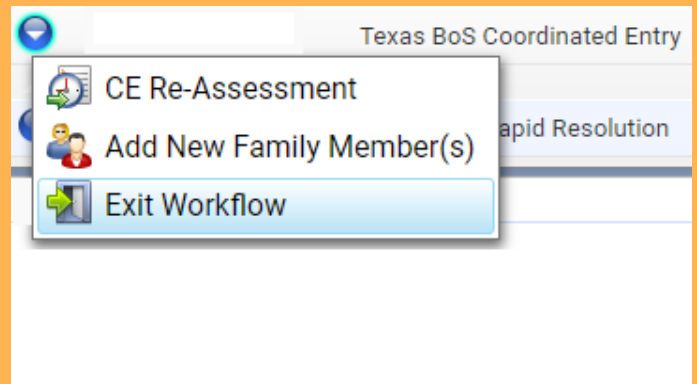 Texas BoS Coordinated Entry
CE Re-Assessment
apid Resolution
Add New Family Member(s)
Exit Workflow